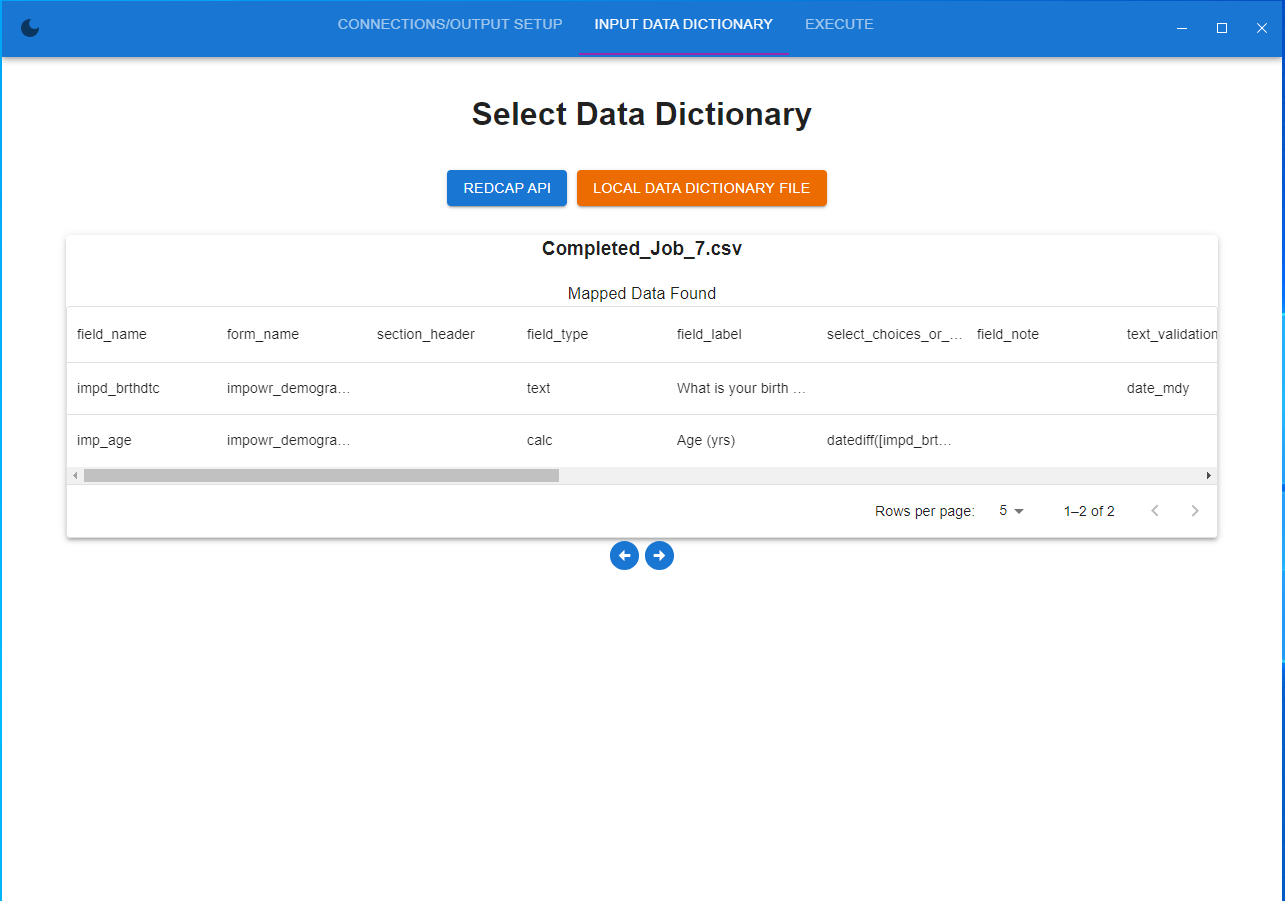 CONNECTIONS/OUTPUT SETUP INPUT DATA DICTIONARY EXECUTE
Select Data Dictionary
REDCAP API LOCAL DATA DICTIONARY FILE
Completed_Job_7.csv
Mapped Data Found
field_name form_name section_header field_type field_label select_choices_or_… field_note text_validation
impd_brthdtc impowr_demogra… text What is your birth … date_mdy
imp_age impowr_demogra… calc Age (yrs) datediff([impd_brt…
Rows per page: 5 1–2 of 2